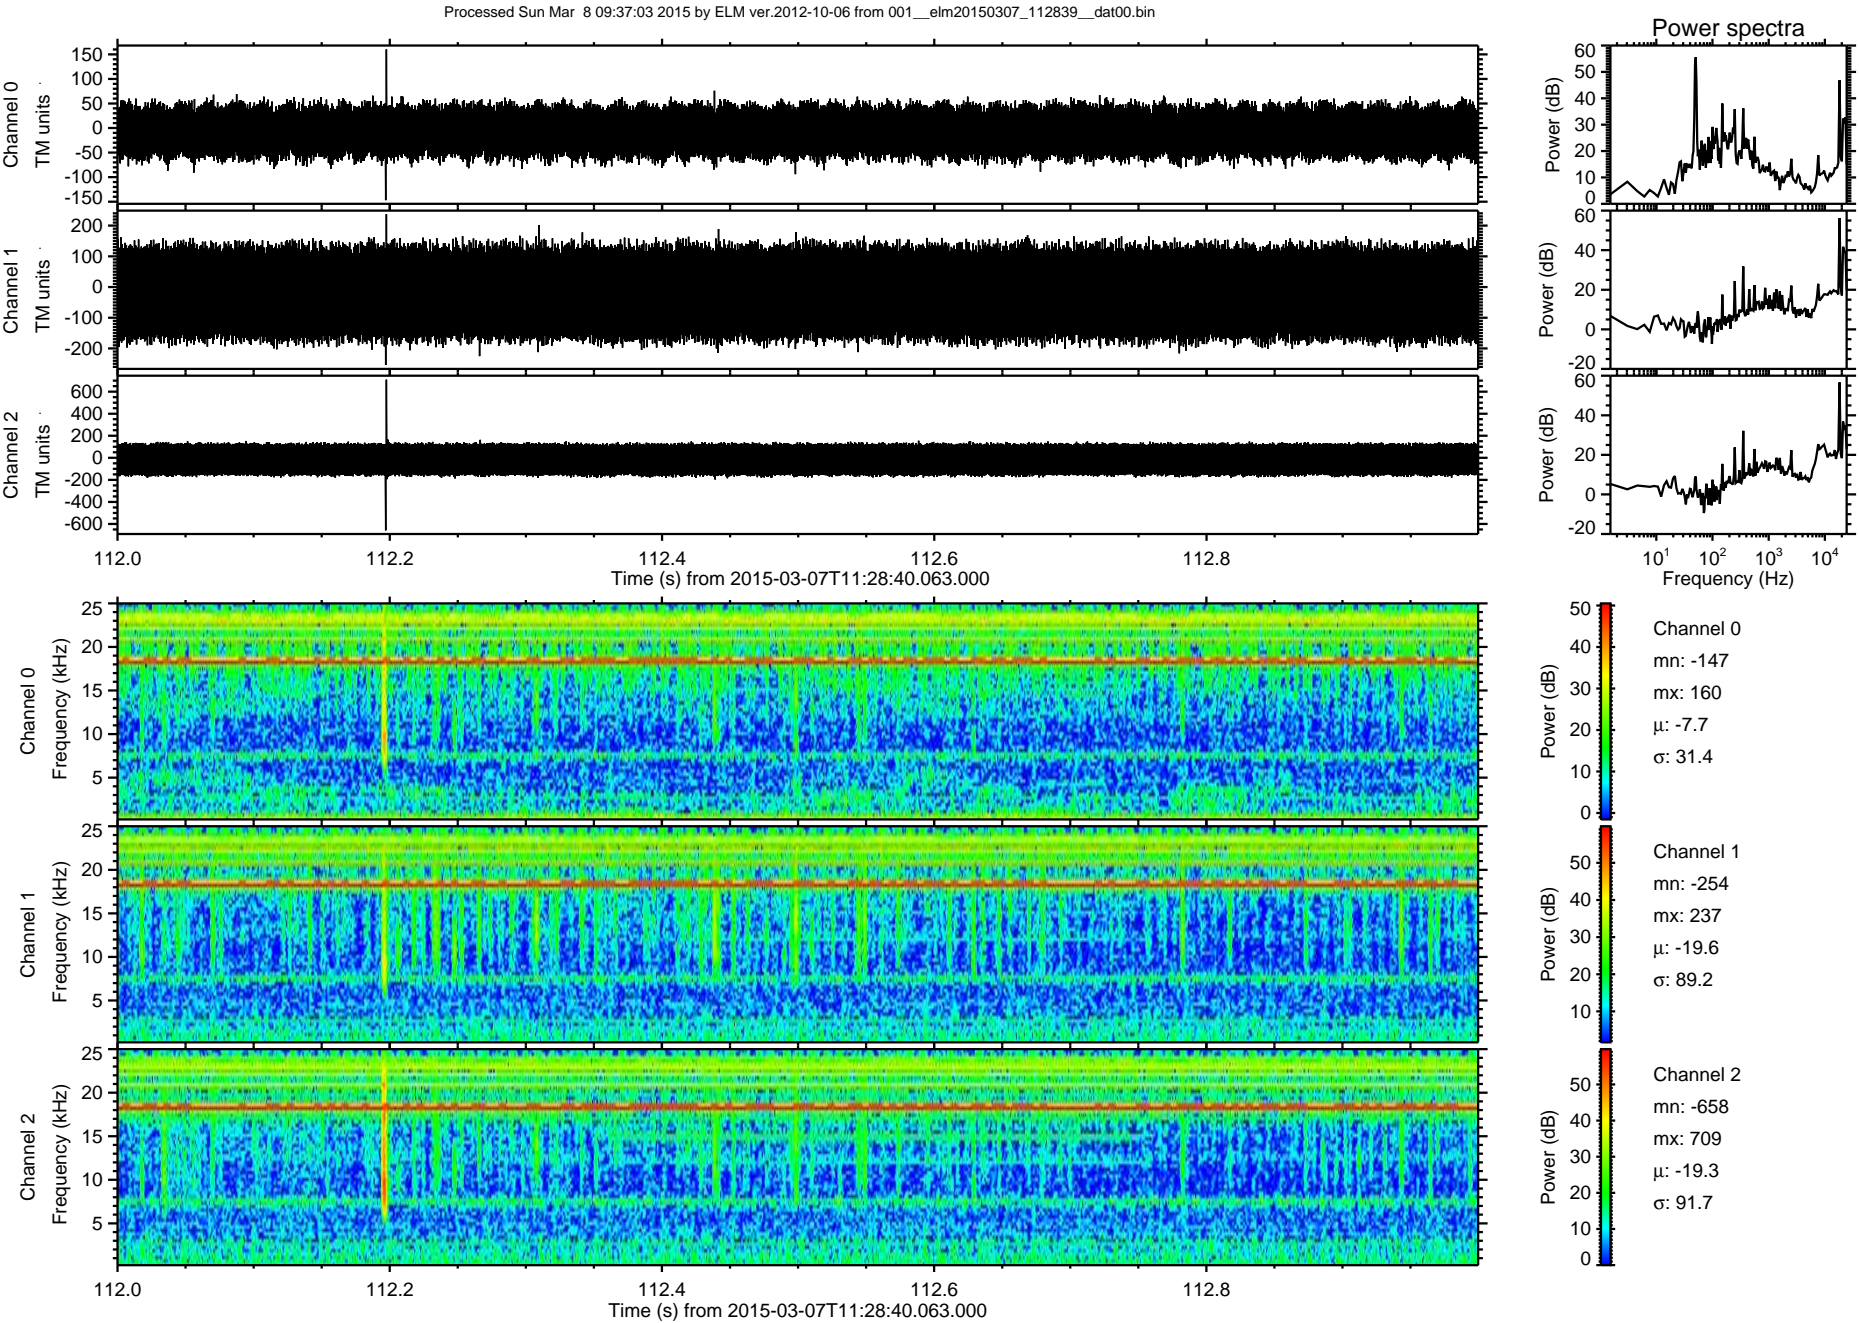 Processed Sun Mar  8 09:37:03 2015 by ELM ver.2012-10-06 from 001__elm20150307_112839__dat00.bin
Power spectra
Channel 0
TM units
150
100
50
0
-50
-100
-150
Power (dB)
60
50
40
30
20
10
0
Channel 1
TM units
200
100
0
-100
-200
Power (dB)
60
40
20
0
-20
Channel 2
TM units
600
400
200
0
-200
-400
-600
Power (dB)
60
40
20
0
-20
112.0 112.2 112.4 112.6 112.8
Time (s) from 2015-03-07T11:28:40.063.000
10¹ 10² 10³ 10⁴
Frequency (Hz)
Channel 0
Frequency (kHz)
25
20
15
10
5
Power (dB)
50
40
30
20
10
0
Channel 0
mn: -147
mx: 160
μ: -7.7
σ: 31.4
Channel 1
Frequency (kHz)
25
20
15
10
5
Power (dB)
50
40
30
20
10
Channel 1
mn: -254
mx: 237
μ: -19.6
σ: 89.2
Channel 2
Frequency (kHz)
25
20
15
10
5
Power (dB)
50
40
30
20
10
0
Channel 2
mn: -658
mx: 709
μ: -19.3
σ: 91.7
112.0 112.2 112.4 112.6 112.8
Time (s) from 2015-03-07T11:28:40.063.000